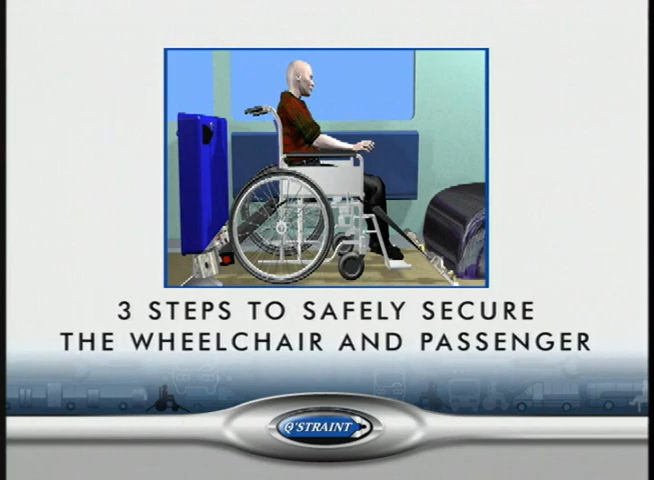 3 STEPS TO SAFELY SECURE
THE WHEELCHAIR AND PASSENGER
Q'STRAINT